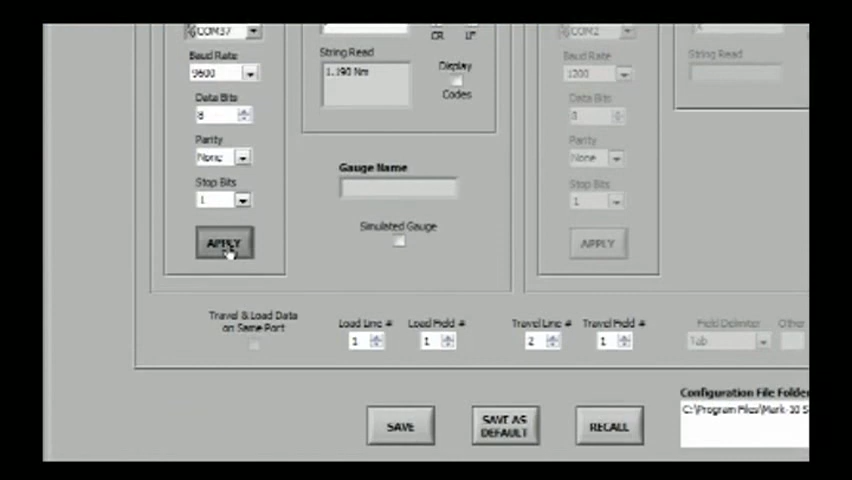 COM37
Baud Rate
9600
Data Bits
8
Parity
None
Stop Bits
1
APPLY
CR LF
String Read
1.190 Nm
Display
Codes
Gauge Name
Simulated Gauge
COM2
Baud Rate
1200
Data Bits
8
Parity
None
Stop Bits
1
APPLY
String Read
Travel & Load Data
on Same Port
Load Line #
1
Load Field #
1
Travel Line #
2
Travel Field #
1
Field Delimiter
Tab
Other
SAVE
SAVE AS
DEFAULT
RECALL
Configuration File Folder
C:\Program Files\Mark-10 S